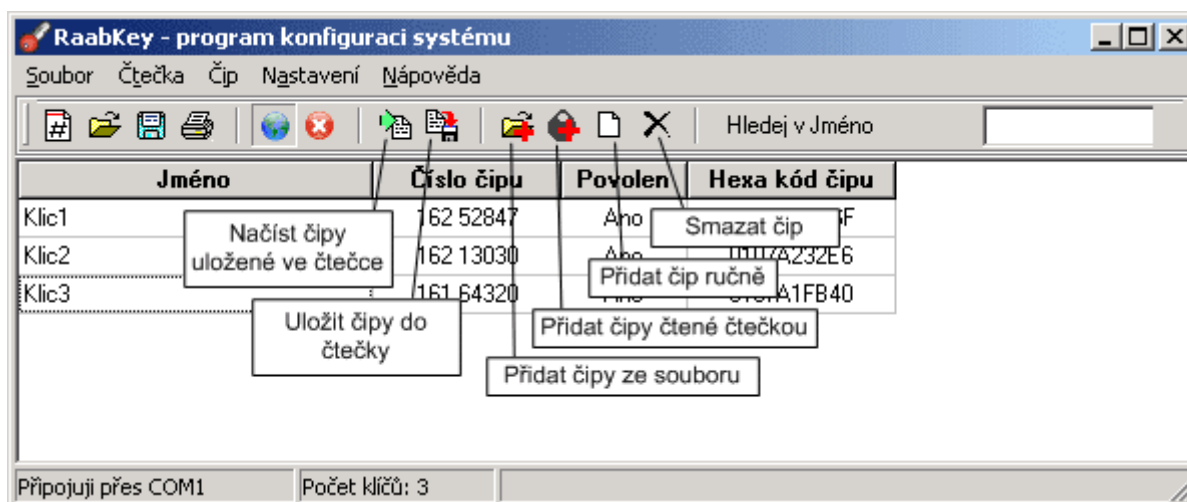 RaabKey - program konfiguraci systému
Soubor Čtečka Čip Nastavení Nápověda
Hledej v Jméno
Jméno Číslo čipu Povolen Hexa kód čipu
Klic1 162 52847 Ano
Klic2 162 13030 Ano
Klic3 161 64320 Ano
Načíst čipy
uložené ve čtečce
Uložit čipy do
čtečky
Smazat čip
Přidat čip ručně
Přidat čipy čtené čtečkou
Přidat čipy ze souboru
Připojuji přes COM1 Počet klíčů: 3